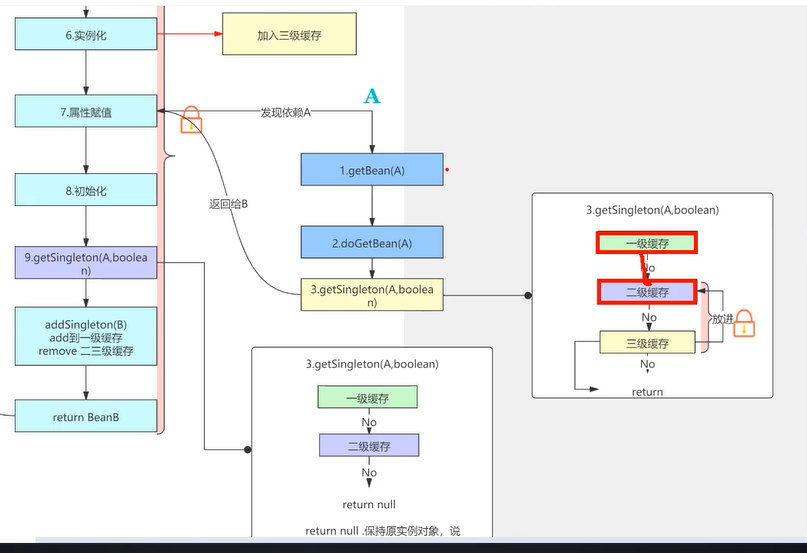 6.实例化
加入三级缓存
A
7.属性赋值
发现依赖A
1.getBean(A)
8.初始化
返回给B
2.doGetBean(A)
9.getSingleton(A,boolea
n)
3.getSingleton(A,boolea
n)
addSingleton(B)
add到一级缓存
remove 二三级缓存
return BeanB
3.getSingleton(A,boolean)
一级缓存
No
二级缓存
No
return null
return null .保持原实例对象，说
3.getSingleton(A,boolean)
一级缓存
No
二级缓存
No
放进
三级缓存
No
return